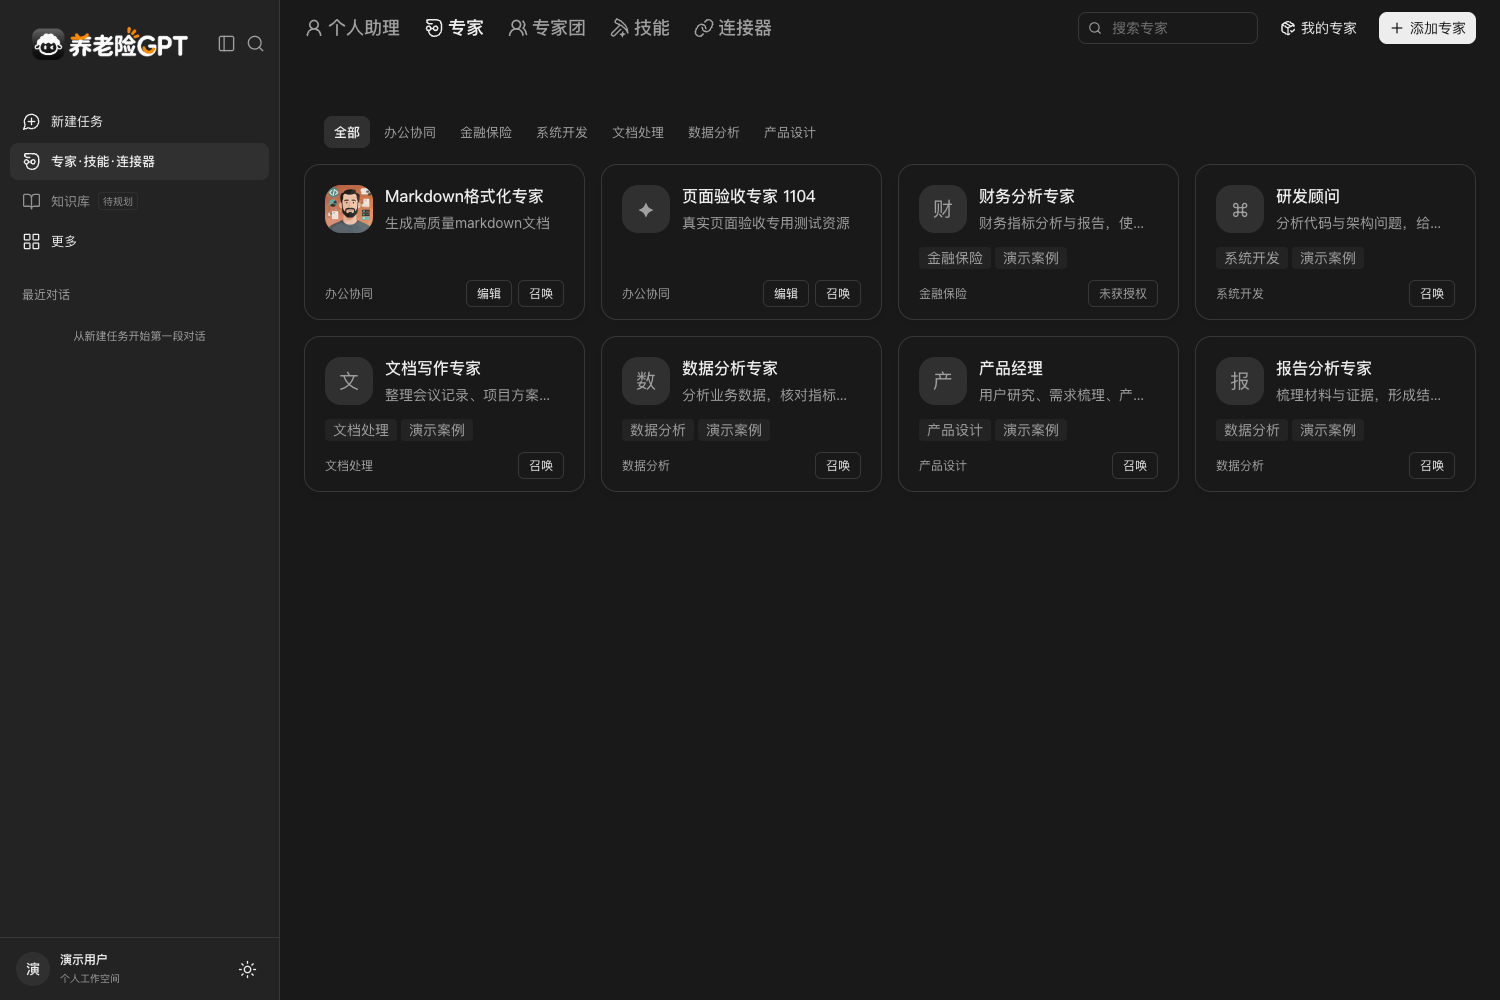 养老险GPT
新建任务
专家·技能·连接器
知识库 待规划
更多
最近对话
从新建任务开始第一段对话
演 演示用户
个人工作空间
个人助理 专家 专家团 技能 连接器
搜索专家 我的专家 添加专家
全部 办公协同 金融保险 系统开发 文档处理 数据分析 产品设计
Markdown格式化专家
生成高质量markdown文档
办公协同 编辑 召唤
页面验收专家 1104
真实页面验收专用测试资源
办公协同 编辑 召唤
财 财务分析专家
财务指标分析与报告，使...
金融保险 演示案例
金融保险 未获授权
研发顾问
分析代码与架构问题，给...
系统开发 演示案例
系统开发 召唤
文 文档写作专家
整理会议记录、项目方案...
文档处理 演示案例
文档处理 召唤
数 数据分析专家
分析业务数据，核对指标...
数据分析 演示案例
数据分析 召唤
产 产品经理
用户研究、需求梳理、产...
产品设计 演示案例
产品设计 召唤
报 报告分析专家
梳理材料与证据，形成结...
数据分析 演示案例
数据分析 召唤